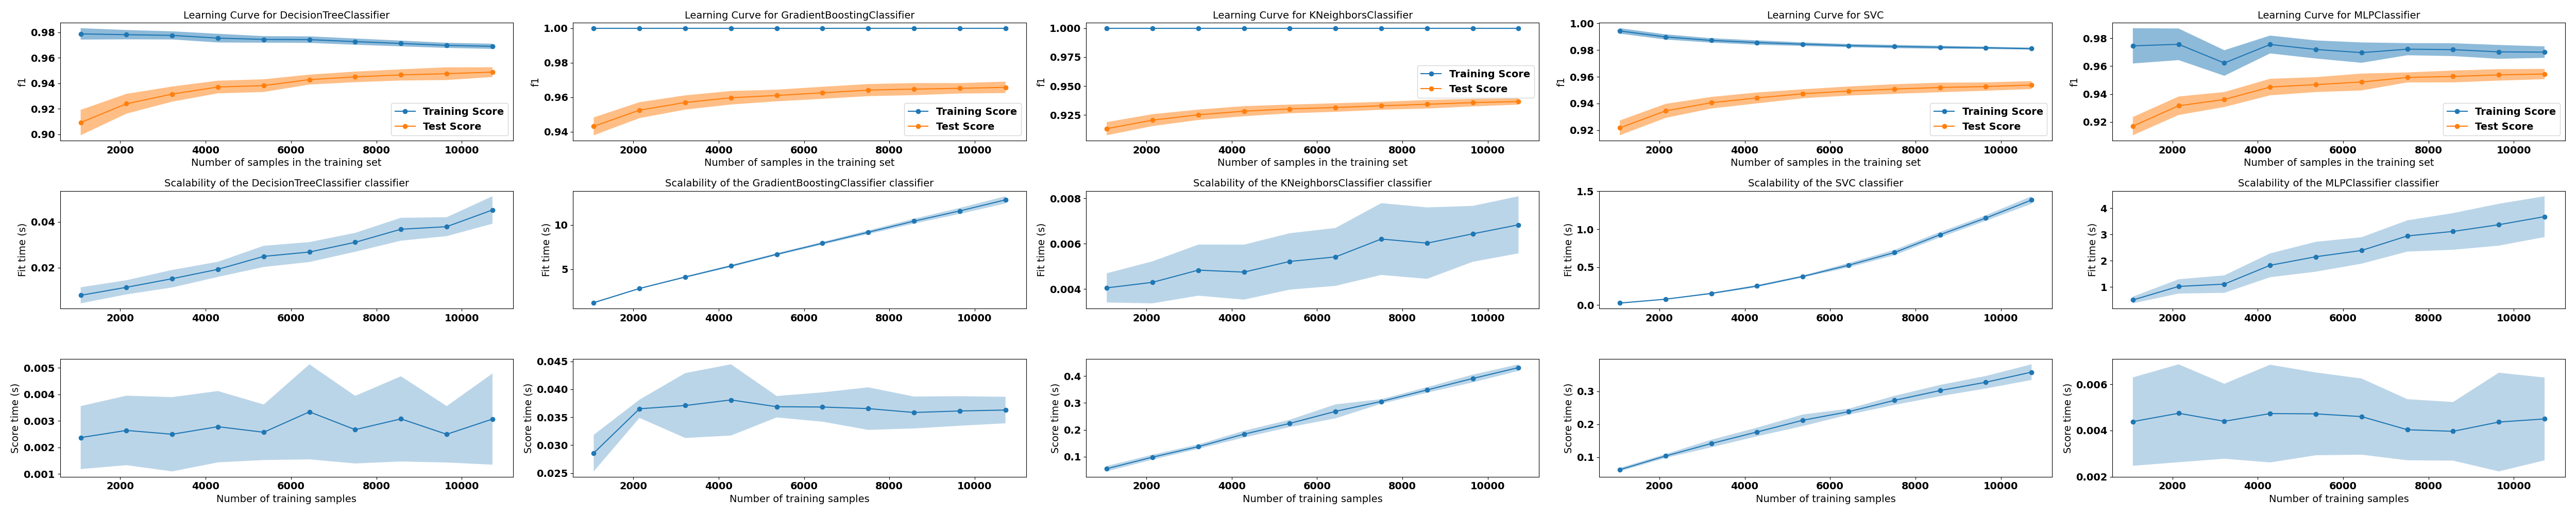 Learning Curve for DecisionTreeClassifier
0.98
0.96
0.94
0.92
0.90
f1
Training Score
Test Score
2000 4000 6000 8000 10000
Number of samples in the training set
Learning Curve for GradientBoostingClassifier
1.00
0.98
0.96
0.94
f1
Training Score
Test Score
2000 4000 6000 8000 10000
Number of samples in the training set
Learning Curve for KNeighborsClassifier
1.000
0.975
0.950
0.925
f1
Training Score
Test Score
2000 4000 6000 8000 10000
Number of samples in the training set
Learning Curve for SVC
1.00
0.98
0.96
0.94
0.92
f1
Training Score
Test Score
2000 4000 6000 8000 10000
Number of samples in the training set
Learning Curve for MLPClassifier
0.98
0.96
0.94
0.92
f1
Training Score
Test Score
2000 4000 6000 8000 10000
Number of samples in the training set
Scalability of the DecisionTreeClassifier classifier
0.04
0.02
Fit time (s)
2000 4000 6000 8000 10000
Scalability of the GradientBoostingClassifier classifier
10
5
Fit time (s)
2000 4000 6000 8000 10000
Scalability of the KNeighborsClassifier classifier
0.008
0.006
0.004
Fit time (s)
2000 4000 6000 8000 10000
Scalability of the SVC classifier
1.5
1.0
0.5
0.0
Fit time (s)
2000 4000 6000 8000 10000
Scalability of the MLPClassifier classifier
4
3
2
1
Fit time (s)
2000 4000 6000 8000 10000
0.005
0.004
0.003
0.002
0.001
Score time (s)
2000 4000 6000 8000 10000
Number of training samples
0.045
0.040
0.035
0.030
0.025
Score time (s)
2000 4000 6000 8000 10000
Number of training samples
0.4
0.3
0.2
0.1
Score time (s)
2000 4000 6000 8000 10000
Number of training samples
0.3
0.2
0.1
Score time (s)
2000 4000 6000 8000 10000
Number of training samples
0.006
0.004
0.002
Score time (s)
2000 4000 6000 8000 10000
Number of training samples